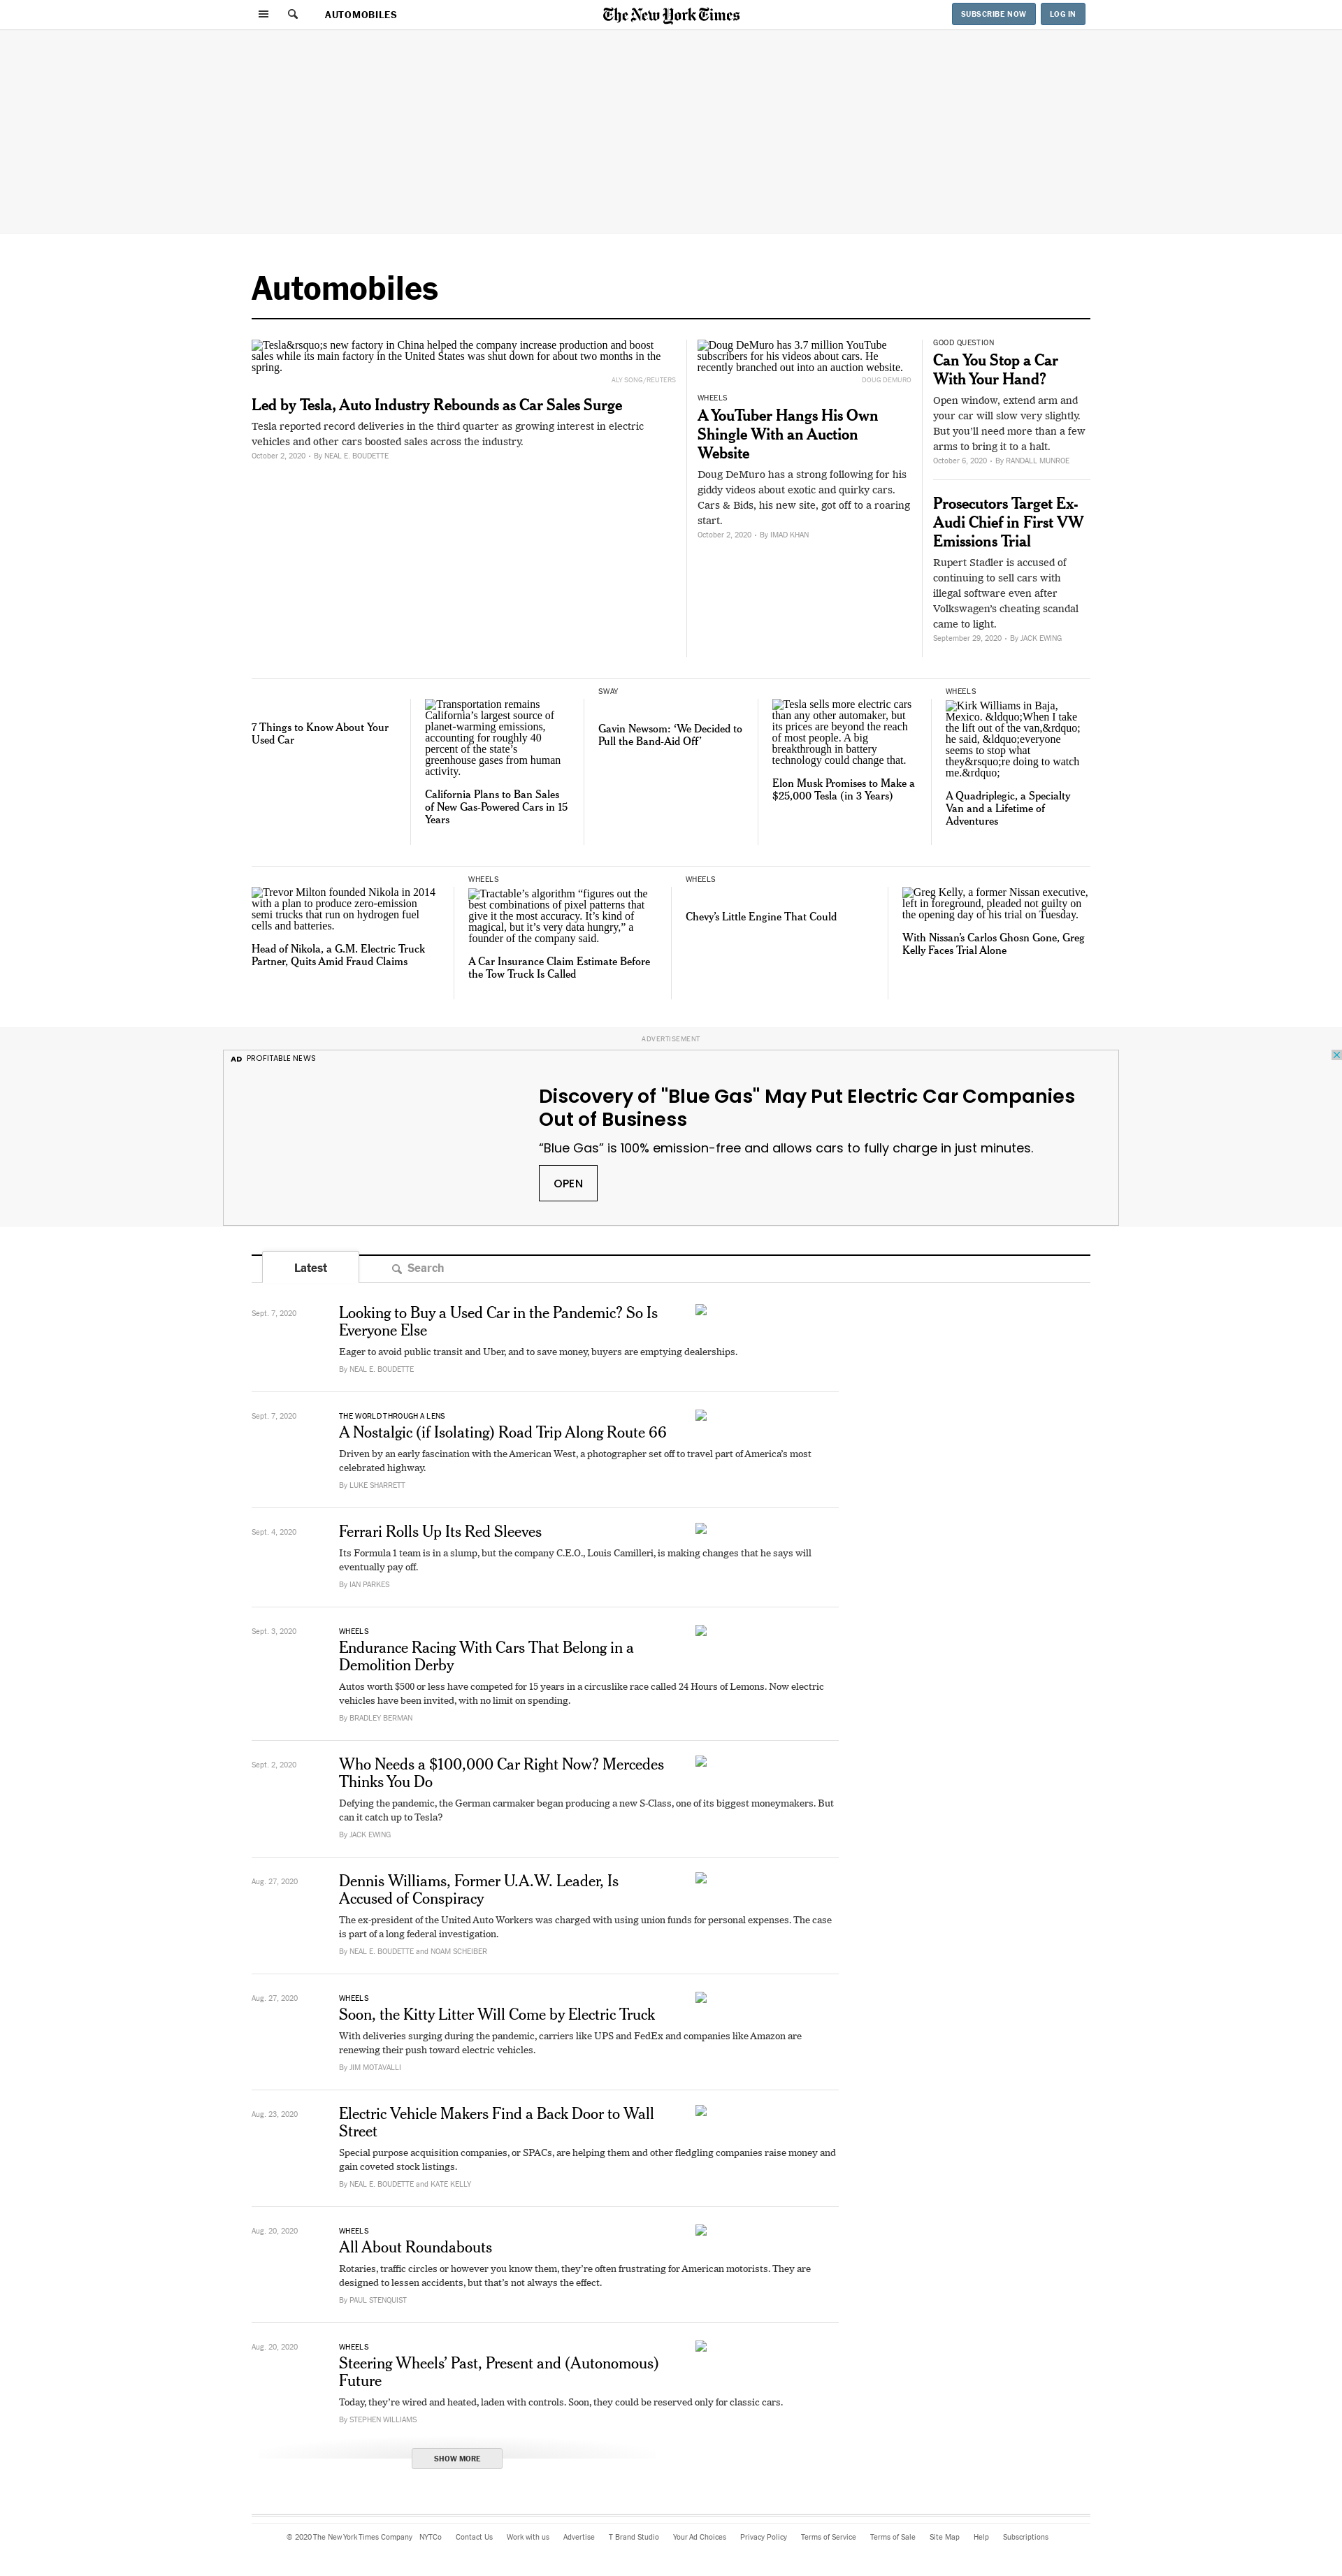 AUTOMOBILES
The New York Times
SUBSCRIBE NOW
LOG IN
Automobiles
Tesla&rsquo;s new factory in China helped the company increase production and boost
sales while its main factory in the United States was shut down for about two months in the
spring.
ALY SONG/REUTERS
Led by Tesla, Auto Industry Rebounds as Car Sales Surge
Tesla reported record deliveries in the third quarter as growing interest in electric
vehicles and other cars boosted sales across the industry.
October 2, 2020 • By NEAL E. BOUDETTE
Doug DeMuro has 3.7 million YouTube
subscribers for his videos about cars. He
recently branched out into an auction website.
DOUG DEMURO
WHEELS
A YouTuber Hangs His Own
Shingle With an Auction
Website
Doug DeMuro has a strong following for his
giddy videos about exotic and quirky cars.
Cars & Bids, his new site, got off to a roaring
start.
October 2, 2020 • By IMAD KHAN
GOOD QUESTION
Can You Stop a Car
With Your Hand?
Open window, extend arm and
your car will slow very slightly.
But you’ll need more than a few
arms to bring it to a halt.
October 6, 2020 • By RANDALL MUNROE
Prosecutors Target Ex-
Audi Chief in First VW
Emissions Trial
Rupert Stadler is accused of
continuing to sell cars with
illegal software even after
Volkswagen’s cheating scandal
came to light.
September 29, 2020 • By JACK EWING
7 Things to Know About Your
Used Car
Transportation remains
California’s largest source of
planet-warming emissions,
accounting for roughly 40
percent of the state’s
greenhouse gases from human
activity.
California Plans to Ban Sales
of New Gas-Powered Cars in 15
Years
SWAY
Gavin Newsom: ‘We Decided to
Pull the Band-Aid Off’
Tesla sells more electric cars
than any other automaker, but
its prices are beyond the reach
of most people. A big
breakthrough in battery
technology could change that.
Elon Musk Promises to Make a
$25,000 Tesla (in 3 Years)
WHEELS
Kirk Williams in Baja,
Mexico. &ldquo;When I take
the lift out of the van,&rdquo;
he said, &ldquo;everyone
seems to stop what
they&rsquo;re doing to watch
me.&rdquo;
A Quadriplegic, a Specialty
Van and a Lifetime of
Adventures
Trevor Milton founded Nikola in 2014
with a plan to produce zero-emission
semi trucks that run on hydrogen fuel
cells and batteries.
Head of Nikola, a G.M. Electric Truck
Partner, Quits Amid Fraud Claims
WHEELS
Tractable’s algorithm “figures out the
best combinations of pixel patterns that
give it the most accuracy. It’s kind of
magical, but it’s very data hungry,” a
founder of the company said.
A Car Insurance Claim Estimate Before
the Tow Truck Is Called
WHEELS
Chevy’s Little Engine That Could
Greg Kelly, a former Nissan executive,
left in foreground, pleaded not guilty on
the opening day of his trial on Tuesday.
With Nissan’s Carlos Ghosn Gone, Greg
Kelly Faces Trial Alone
ADVERTISEMENT
AD PROFITABLE NEWS
Discovery of "Blue Gas" May Put Electric Car Companies
Out of Business
“Blue Gas” is 100% emission-free and allows cars to fully charge in just minutes.
OPEN
Latest
Search
Sept. 7, 2020
Looking to Buy a Used Car in the Pandemic? So Is
Everyone Else
Eager to avoid public transit and Uber, and to save money, buyers are emptying dealerships.
By NEAL E. BOUDETTE
Sept. 7, 2020
THE WORLD THROUGH A LENS
A Nostalgic (if Isolating) Road Trip Along Route 66
Driven by an early fascination with the American West, a photographer set off to travel part of America’s most
celebrated highway.
By LUKE SHARRETT
Sept. 4, 2020
Ferrari Rolls Up Its Red Sleeves
Its Formula 1 team is in a slump, but the company C.E.O., Louis Camilleri, is making changes that he says will
eventually pay off.
By IAN PARKES
Sept. 3, 2020
WHEELS
Endurance Racing With Cars That Belong in a
Demolition Derby
Autos worth $500 or less have competed for 15 years in a circuslike race called 24 Hours of Lemons. Now electric
vehicles have been invited, with no limit on spending.
By BRADLEY BERMAN
Sept. 2, 2020
Who Needs a $100,000 Car Right Now? Mercedes
Thinks You Do
Defying the pandemic, the German carmaker began producing a new S-Class, one of its biggest moneymakers. But
can it catch up to Tesla?
By JACK EWING
Aug. 27, 2020
Dennis Williams, Former U.A.W. Leader, Is
Accused of Conspiracy
The ex-president of the United Auto Workers was charged with using union funds for personal expenses. The case
is part of a long federal investigation.
By NEAL E. BOUDETTE and NOAM SCHEIBER
Aug. 27, 2020
WHEELS
Soon, the Kitty Litter Will Come by Electric Truck
With deliveries surging during the pandemic, carriers like UPS and FedEx and companies like Amazon are
renewing their push toward electric vehicles.
By JIM MOTAVALLI
Aug. 23, 2020
Electric Vehicle Makers Find a Back Door to Wall
Street
Special purpose acquisition companies, or SPACs, are helping them and other fledgling companies raise money and
gain coveted stock listings.
By NEAL E. BOUDETTE and KATE KELLY
Aug. 20, 2020
WHEELS
All About Roundabouts
Rotaries, traffic circles or however you know them, they’re often frustrating for American motorists. They are
designed to lessen accidents, but that’s not always the effect.
By PAUL STENQUIST
Aug. 20, 2020
WHEELS
Steering Wheels’ Past, Present and (Autonomous)
Future
Today, they’re wired and heated, laden with controls. Soon, they could be reserved only for classic cars.
By STEPHEN WILLIAMS
SHOW MORE
© 2020 The New York Times Company NYTCo Contact Us Work with us Advertise T Brand Studio Your Ad Choices Privacy Policy Terms of Service Terms of Sale Site Map Help Subscriptions